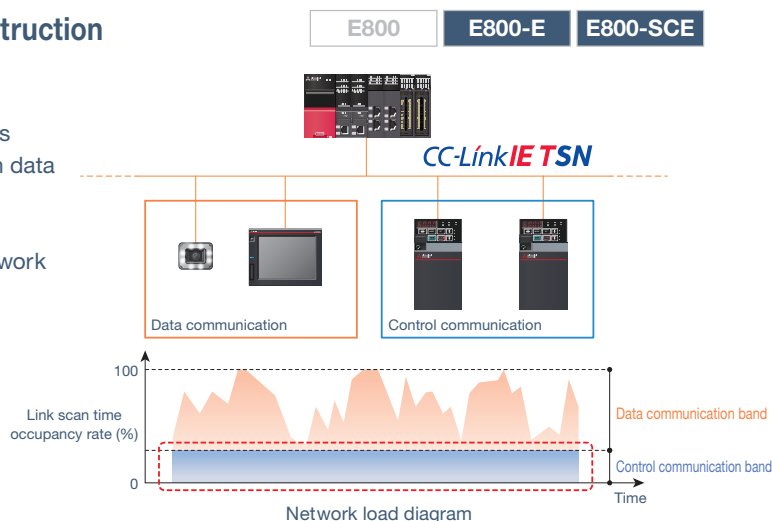 truction
E800
E800-E
E800-SCE
s
n data
work
CC-Link IE TSN
Data communication
Control communication
100
Link scan time
occupancy rate (%)
0
Data communication band
Control communication band
Time
Network load diagram